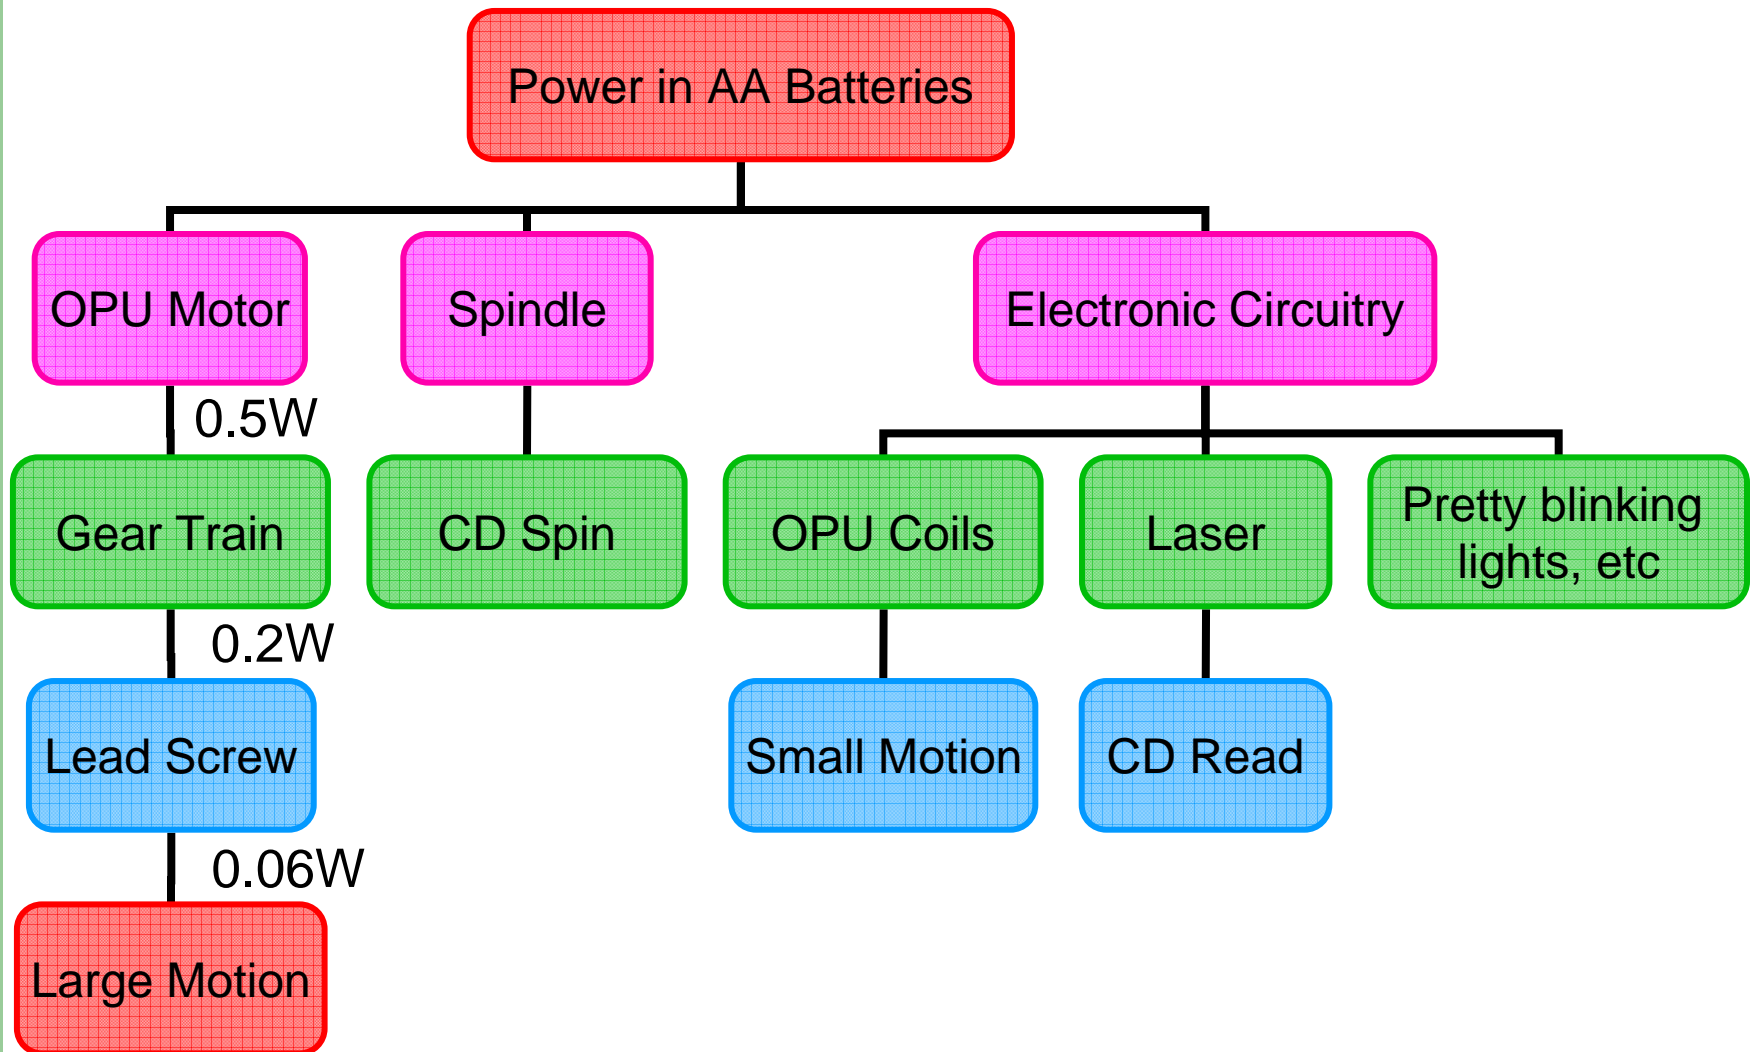 Power in AA Batteries
OPU Motor
Spindle
Electronic Circuitry
0.5W
Gear Train
CD Spin
OPU Coils
Laser
Pretty blinking
lights, etc
0.2W
Lead Screw
Small Motion
CD Read
0.06W
Large Motion